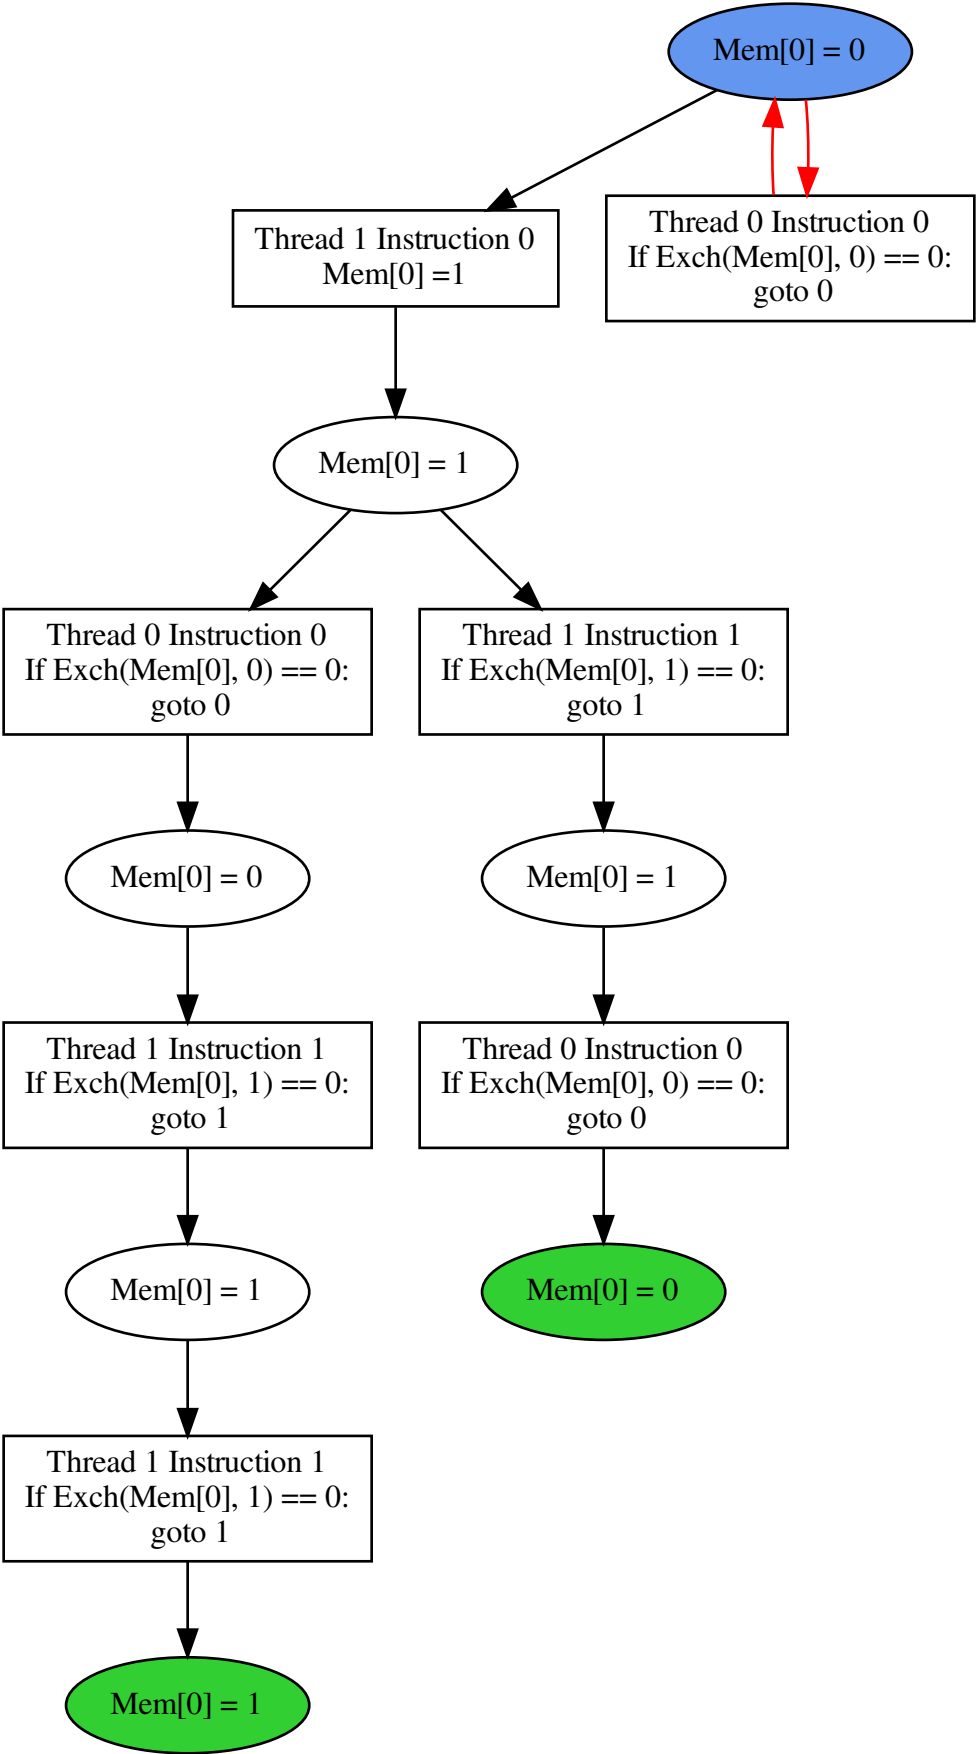 Mem[0] = 0
Thread 1 Instruction 0
Mem[0] =1
Thread 0 Instruction 0
If Exch(Mem[0], 0) == 0:
goto 0
Mem[0] = 1
Thread 0 Instruction 0
If Exch(Mem[0], 0) == 0:
goto 0
Thread 1 Instruction 1
If Exch(Mem[0], 1) == 0:
goto 1
Mem[0] = 0
Mem[0] = 1
Thread 1 Instruction 1
If Exch(Mem[0], 1) == 0:
goto 1
Thread 0 Instruction 0
If Exch(Mem[0], 0) == 0:
goto 0
Mem[0] = 1
Mem[0] = 0
Thread 1 Instruction 1
If Exch(Mem[0], 1) == 0:
goto 1
Mem[0] = 1